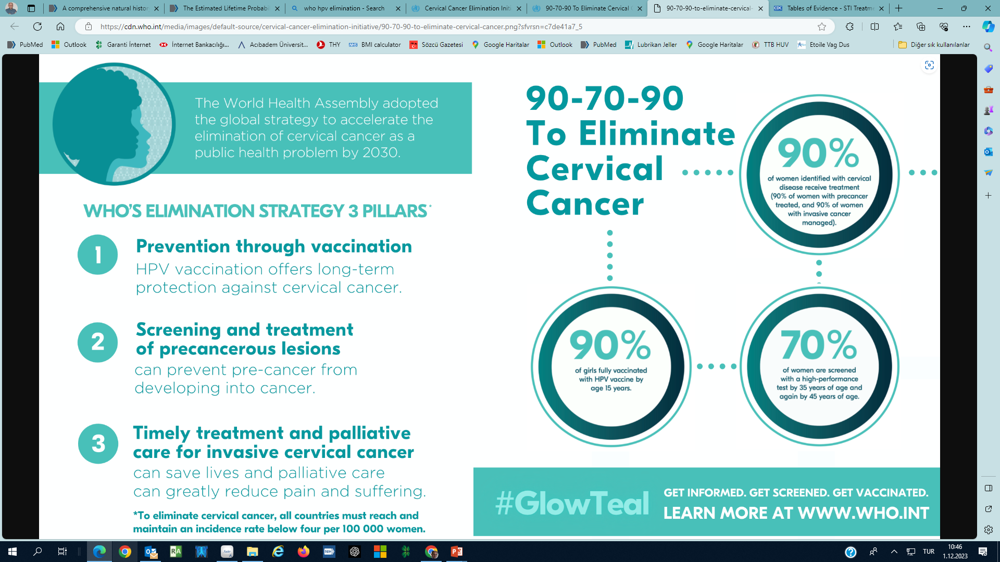 A comprehensive natural histor
The Estimated Lifetime Probabi
who hpv elimination - Search
Cervical Cancer Elimination Initi
90-70-90 To Eliminate Cervical C
90-70-90-to-eliminate-cervical-
CDC
Tables of Evidence - STI Treatme
https://cdn.who.int/media/images/default-source/cervical-cancer-elimination-initiative/90-70-90-to-eliminate-cervical-cancer.png?sfvrsn=c7de41a7_5
PubMed
Outlook
Garanti İnternet
İnternet Bankacılığı...
Acıbadem Üniversit...
THY
NHS
BMI calculator
Sözcü Gazetesi
Google Haritalar
Outlook
PubMed
Lubrikan Jeller
Google Haritalar
TTB HUV
Etoile Vag Dus
Diğer sık kullanılanlar
The World Health Assembly adopted
the global strategy to accelerate the
elimination of cervical cancer as a
public health problem by 2030.
WHO'S ELIMINATION STRATEGY 3 PILLARS*
1
Prevention through vaccination
HPV vaccination offers long-term
protection against cervical cancer.
2
Screening and treatment
of precancerous lesions
can prevent pre-cancer from
developing into cancer.
3
Timely treatment and palliative
care for invasive cervical cancer
can save lives and palliative care
can greatly reduce pain and suffering.
*To eliminate cervical cancer, all countries must reach and
maintain an incidence rate below four per 100 000 women.
90-70-90
To Eliminate
Cervical
Cancer
90%
of women identified with cervical
disease receive treatment
(90% of women with precancer
treated, and 90% of women
with invasive cancer
managed).
90%
of girls fully vaccinated
with HPV vaccine by
age 15 years.
70%
of women are screened
with a high-performance
test by 35 years of age and
again by 45 years of age.
#GlowTeal
GET INFORMED. GET SCREENED. GET VACCINATED.
LEARN MORE AT WWW.WHO.INT
RA
Suite
NIH
TUR
10:46
1.12.2023